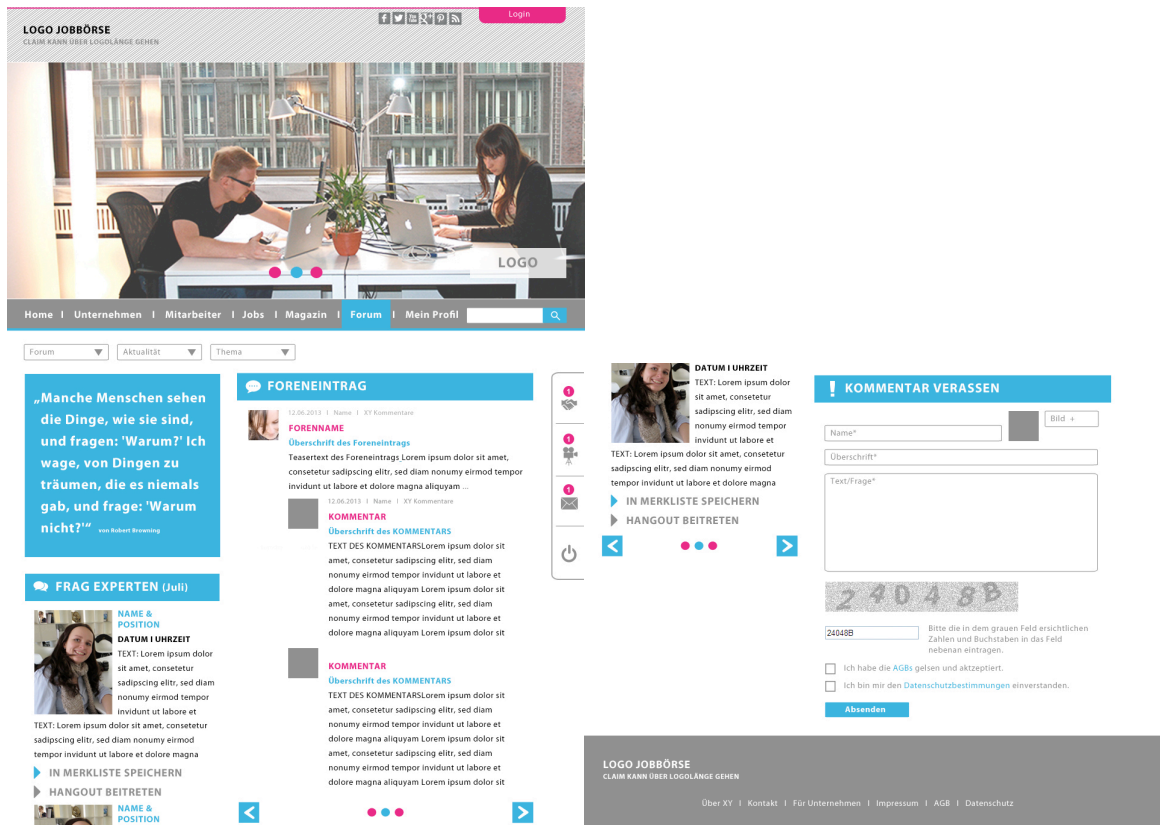 Login
LOGO JOBBÖRSE
CLAIM KANN ÜBER LOGOLÄNGE GEHEN
LOGO
Home I Unternehmen I Mitarbeiter I Jobs I Magazin I Forum I Mein Profil
Forum
Aktualität
Thema
„Manche Menschen sehen
die Dinge, wie sie sind,
und fragen: 'Warum?' Ich
wage, von Dingen zu
träumen, die es niemals
gab, und frage: 'Warum
nicht?'“ von Robert Browning
FRAG EXPERTEN (Juli)
NAME &
POSITION
DATUM I UHRZEIT
TEXT: Lorem ipsum dolor
sit amet, consetetur
sadipscing elitr, sed diam
nonumy eirmod tempor
invidunt ut labore et
TEXT: Lorem ipsum dolor sit amet, consetetur
sadipscing elitr, sed diam nonumy eirmod
tempor invidunt ut labore et dolore magna
IN MERKLISTE SPEICHERN
HANGOUT BEITRETEN
NAME &
POSITION
FORENEINTRAG
12.06.2013 I Name I XY Kommentare
FORENNAME
Überschrift des Foreneintrags
Teasertext des Foreneintrags Lorem ipsum dolor sit amet,
consetetur sadipscing elitr, sed diam nonumy eirmod tempor
invidunt ut labore et dolore magna aliquyam ...
12.06.2013 I Name I XY Kommentare
KOMMENTAR
Überschrift des KOMMENTARS
TEXT DES KOMMENTARSLorem ipsum dolor sit
amet, consetetur sadipscing elitr, sed diam
nonumy eirmod tempor invidunt ut labore et
dolore magna aliquyam Lorem ipsum dolor sit
amet, consetetur sadipscing elitr, sed diam
nonumy eirmod tempor invidunt ut labore et
dolore magna aliquyam Lorem ipsum dolor sit
KOMMENTAR
Überschrift des KOMMENTARS
TEXT DES KOMMENTARSLorem ipsum dolor sit
amet, consetetur sadipscing elitr, sed diam
nonumy eirmod tempor invidunt ut labore et
dolore magna aliquyam Lorem ipsum dolor sit
amet, consetetur sadipscing elitr, sed diam
nonumy eirmod tempor invidunt ut labore et
dolore magna aliquyam Lorem ipsum dolor sit
1
1
1
DATUM I UHRZEIT
TEXT: Lorem ipsum dolor
sit amet, consetetur
sadipscing elitr, sed diam
nonumy eirmod tempor
invidunt ut labore et
TEXT: Lorem ipsum dolor sit amet, consetetur
sadipscing elitr, sed diam nonumy eirmod
tempor invidunt ut labore et dolore magna
IN MERKLISTE SPEICHERN
HANGOUT BEITRETEN
KOMMENTAR VERASSEN
Bild +
Name*
Überschrift*
Text/Frage*
24048B
24048B
Bitte die in dem grauen Feld ersichtlichen
Zahlen und Buchstaben in das Feld
nebenan eintragen.
Ich habe die AGBs gelsen und aktzeptiert.
Ich bin mir den Datenschutzbestimmungen einverstanden.
Absenden
LOGO JOBBÖRSE
CLAIM KANN ÜBER LOGOLÄNGE GEHEN
Über XY I Kontakt I Für Unternehmen I Impressum I AGB I Datenschutz